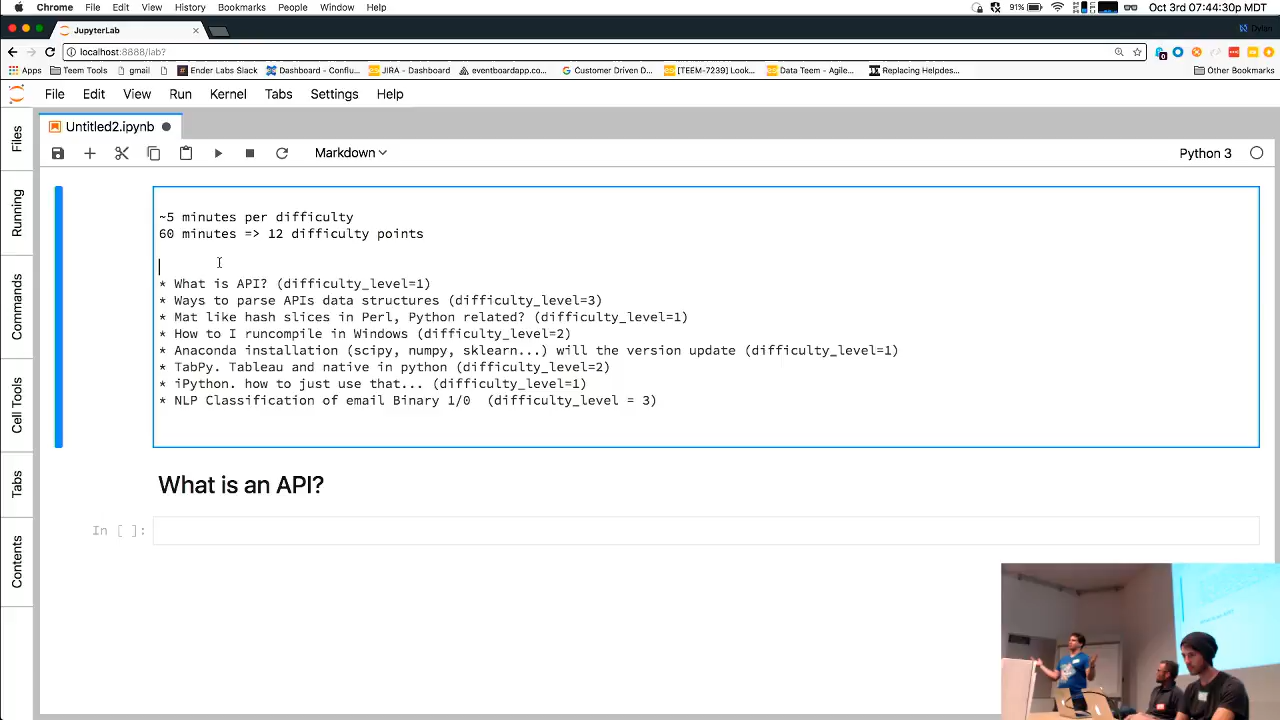 Chrome File Edit View History Bookmarks People Window Help 91% Oct 3rd 07:44:30p MDT
JupyterLab Dylan
localhost:8888/lab?
Apps Teem Tools gmail Ender Labs Slack Dashboard - Conflu... JIRA - Dashboard eventboardapp.co... Customer Driven D... [TEEM-7239] Look... Data Teem - Agile... Replacing Helpdes... Other Bookmarks
File Edit View Run Kernel Tabs Settings Help
Files
Running
Commands
Cell Tools
Tabs
Contents
Untitled2.ipynb
Markdown Python 3
~5 minutes per difficulty
60 minutes => 12 difficulty points
* What is API? (difficulty_level=1)
* Ways to parse APIs data structures (difficulty_level=3)
* Mat like hash slices in Perl, Python related? (difficulty_level=1)
* How to I runcompile in Windows (difficulty_level=2)
* Anaconda installation (scipy, numpy, sklearn...) will the version update (difficulty_level=1)
* TabPy. Tableau and native in python (difficulty_level=2)
* iPython. how to just use that... (difficulty_level=1)
* NLP Classification of email Binary 1/0 (difficulty_level = 3)
What is an API?
In [ ]: